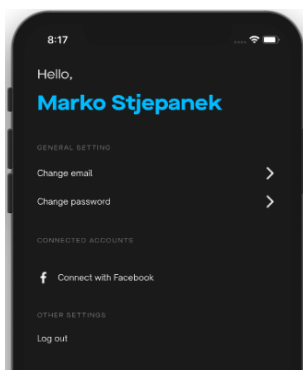 8:17
Hello,
Marko Stjepanek
GENERAL SETTING
Change email
Change password
CONNECTED ACCOUNTS
Connect with Facebook
OTHER SETTINGS
Log out